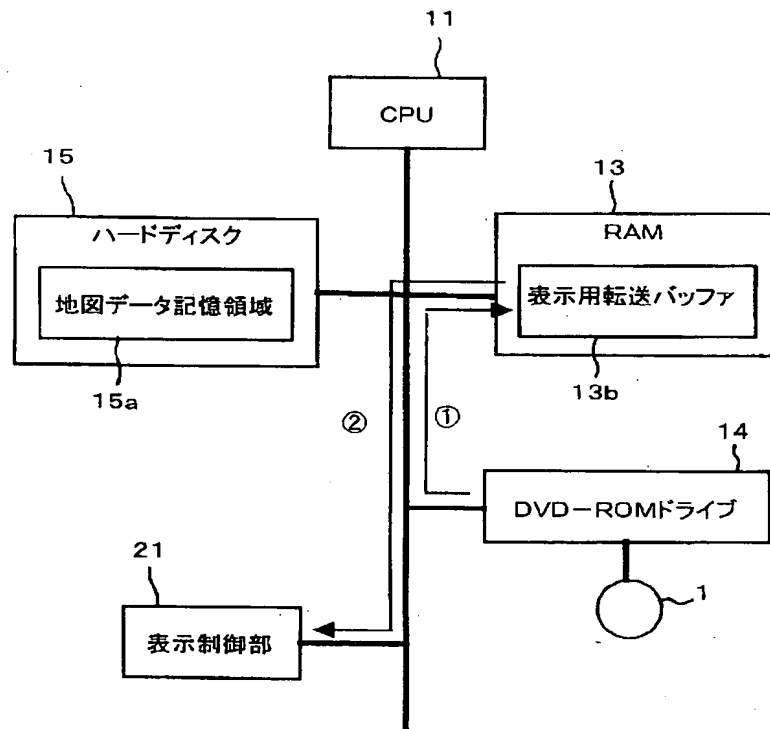 11
CPU
15
ハードディスク
地図データ記憶領域
15a
13
RAM
表示用転送バッファ
13b
②
①
14
DVD－ROMドライブ
1
21
表示制御部